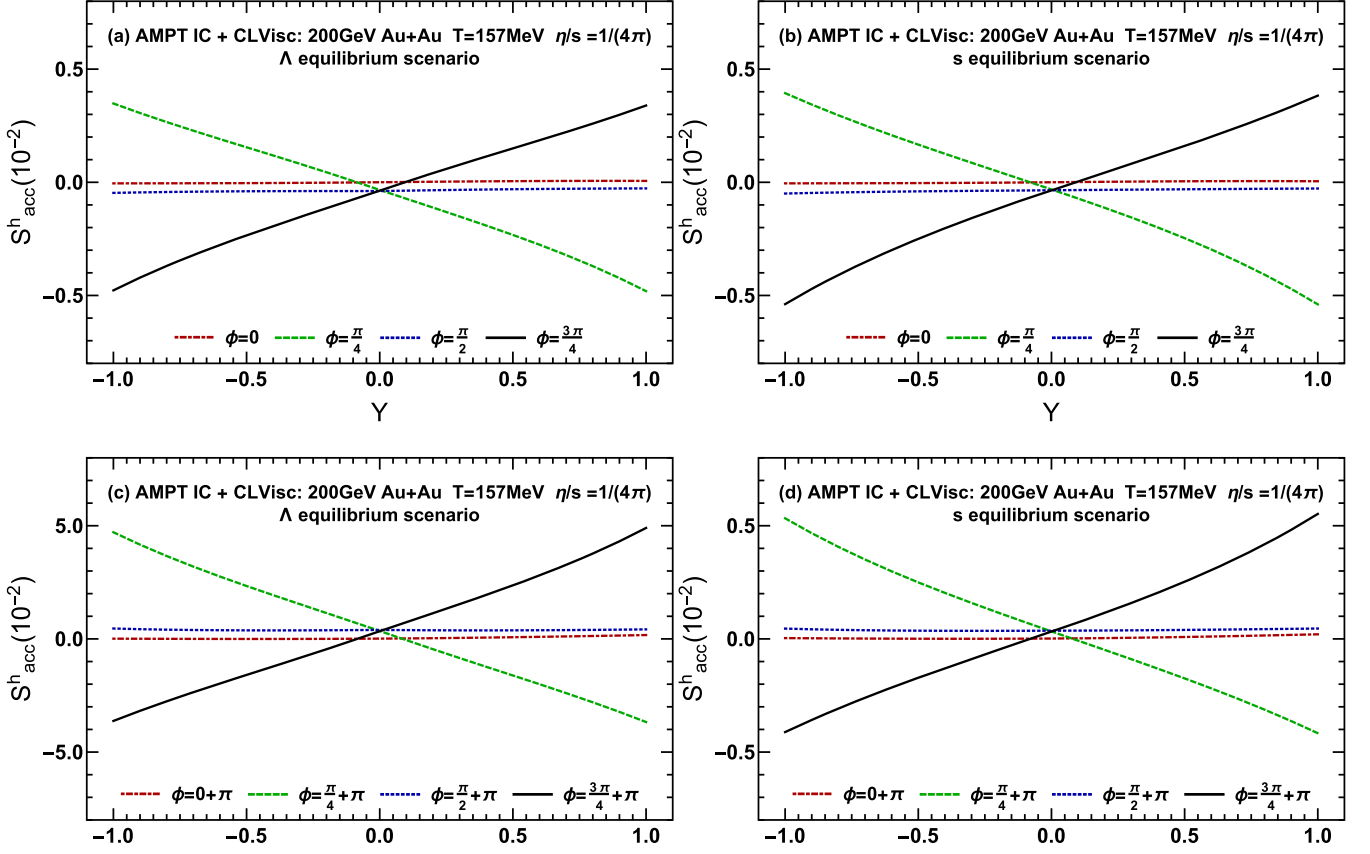 (a) AMPT IC + CLVisc: 200GeV Au+Au T=157MeV η/s =1/(4π)
Λ equilibrium scenario
0.5
0.0
−0.5
S^h_acc(10^−2)
ϕ=0 ϕ=π/4 ϕ=π/2 ϕ=3π/4
−1.0 −0.5 0.0 0.5 1.0
Y
(b) AMPT IC + CLVisc: 200GeV Au+Au T=157MeV η/s =1/(4π)
s equilibrium scenario
0.5
0.0
−0.5
S^h_acc(10^−2)
ϕ=0 ϕ=π/4 ϕ=π/2 ϕ=3π/4
−1.0 −0.5 0.0 0.5 1.0
Y
(c) AMPT IC + CLVisc: 200GeV Au+Au T=157MeV η/s =1/(4π)
Λ equilibrium scenario
5.0
0.0
−5.0
S^h_acc(10^−2)
ϕ=0+π ϕ=π/4+π ϕ=π/2+π ϕ=3π/4+π
−1.0 −0.5 0.0 0.5 1.0
(d) AMPT IC + CLVisc: 200GeV Au+Au T=157MeV η/s =1/(4π)
s equilibrium scenario
0.5
0.0
−0.5
S^h_acc(10^−2)
ϕ=0+π ϕ=π/4+π ϕ=π/2+π ϕ=3π/4+π
−1.0 −0.5 0.0 0.5 1.0